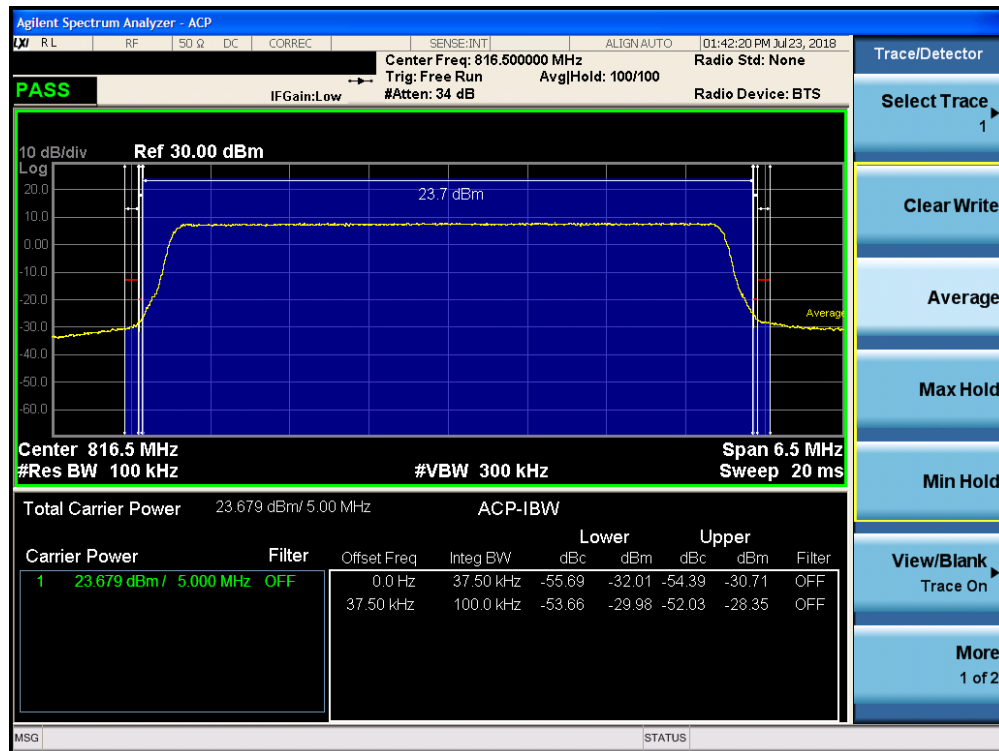 Agilent Spectrum Analyzer - ACP
LXI RL RF 50 Ω DC CORREC SENSE:INT ALIGN AUTO 01:42:20 PM Jul 23, 2018
Center Freq: 816.500000 MHz Radio Std: None
Trig: Free Run Avg|Hold: 100/100
PASS IFGain:Low #Atten: 34 dB Radio Device: BTS
10 dB/div Ref 30.00 dBm
Log
20.0
23.7 dBm
10.0
0.00
-10.0
-20.0
Average
-30.0
-40.0
-50.0
-60.0
Center 816.5 MHz Span 6.5 MHz
#Res BW 100 kHz #VBW 300 kHz Sweep 20 ms
Total Carrier Power 23.679 dBm/ 5.00 MHz ACP-IBW
Lower Upper
Carrier Power Filter Offset Freq Integ BW dBc dBm dBc dBm Filter
1 23.679 dBm / 5.000 MHz OFF 0.0 Hz 37.50 kHz -55.69 -32.01 -54.39 -30.71 OFF
37.50 kHz 100.0 kHz -53.66 -29.98 -52.03 -28.35 OFF
MSG STATUS
Trace/Detector
Select Trace
1
Clear Write
Average
Max Hold
Min Hold
View/Blank
Trace On
More
1 of 2